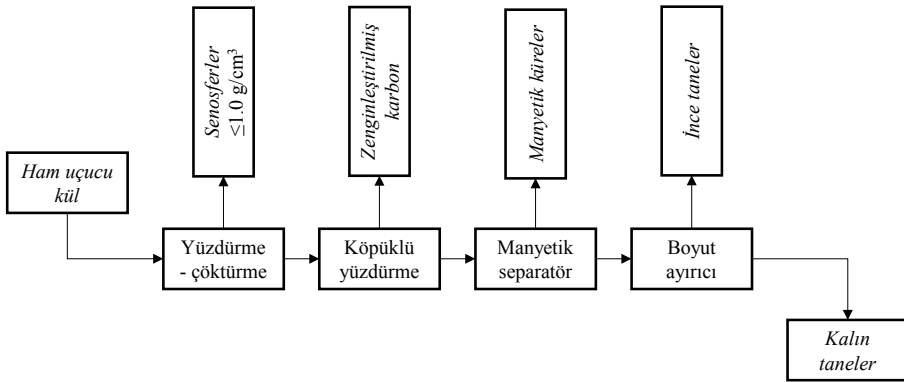 Senosferler
≤1.0 g/cm³
Zenginleştirilmiş
karbon
Manyetik küreler
İnce taneler
Ham uçucu
kül
Yüzdürme
- çöktürme
Köpüklü
yüzdürme
Manyetik
separatör
Boyut
ayırıcı
Kalın
taneler